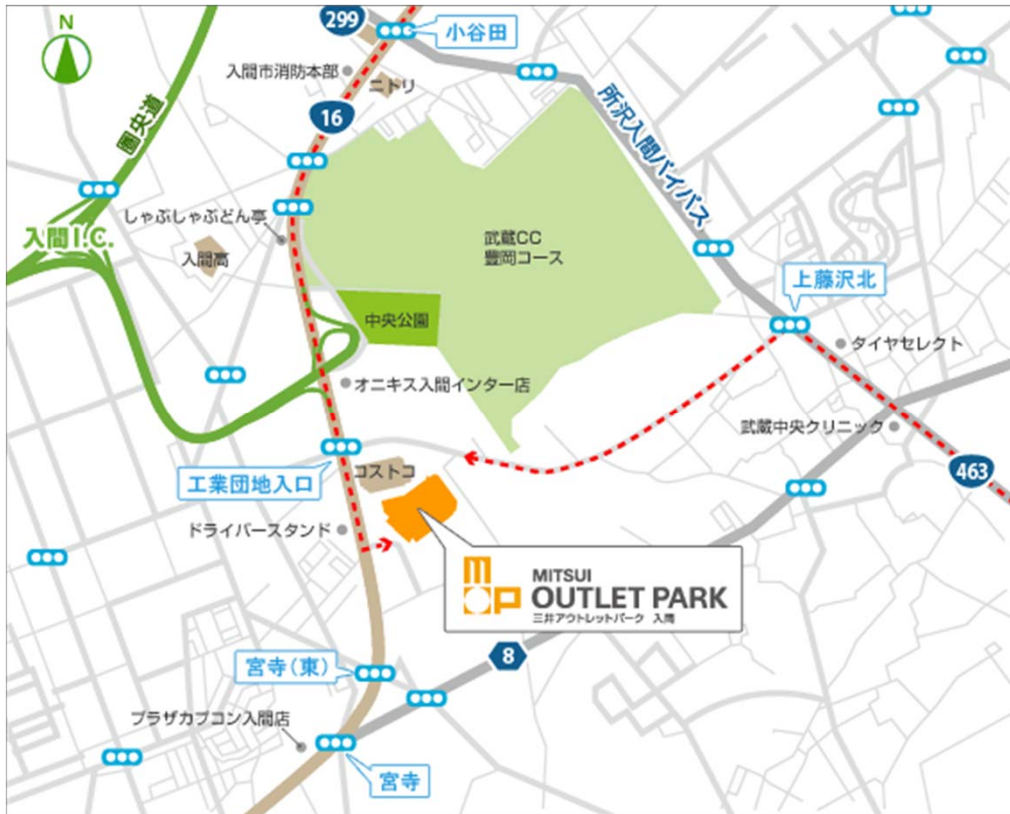 N
299
小谷田
入間市消防本部
ニトリ
16
圏央道
所沢入間バイパス
しゃぶしゃぶどん亭
入間I.C.
入間高
武蔵CC
豊岡コース
上藤沢北
中央公園
ダイヤセレクト
オニキス入間インター店
武蔵中央クリニック
463
工業団地入口
コストコ
ドライバースタンド
MITSUI
OUTLET PARK
三井アウトレットパーク 入間
8
宮寺(東)
プラザカプコン入間店
宮寺